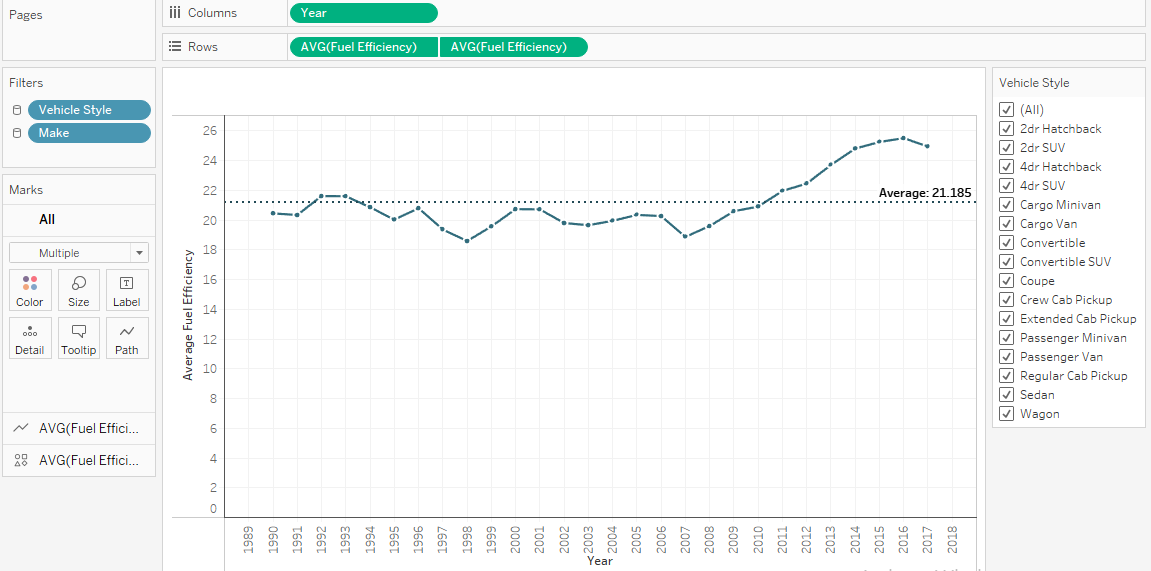 Pages
Columns
Year
Rows
AVG(Fuel Efficiency)
AVG(Fuel Efficiency)
Filters
Vehicle Style
Make
Marks
All
Multiple
Color
Size
Label
Detail
Tooltip
Path
AVG(Fuel Effici...
AVG(Fuel Effici...
Average Fuel Efficiency
26
24
22
20
18
16
14
12
10
8
6
4
2
0
Average: 21.185
1989
1990
1991
1992
1993
1994
1995
1996
1997
1998
1999
2000
2001
2002
2003
2004
2005
2006
2007
2008
2009
2010
2011
2012
2013
2014
2015
2016
2017
2018
Year
Vehicle Style
(All)
2dr Hatchback
2dr SUV
4dr Hatchback
4dr SUV
Cargo Minivan
Cargo Van
Convertible
Convertible SUV
Coupe
Crew Cab Pickup
Extended Cab Pickup
Passenger Minivan
Passenger Van
Regular Cab Pickup
Sedan
Wagon